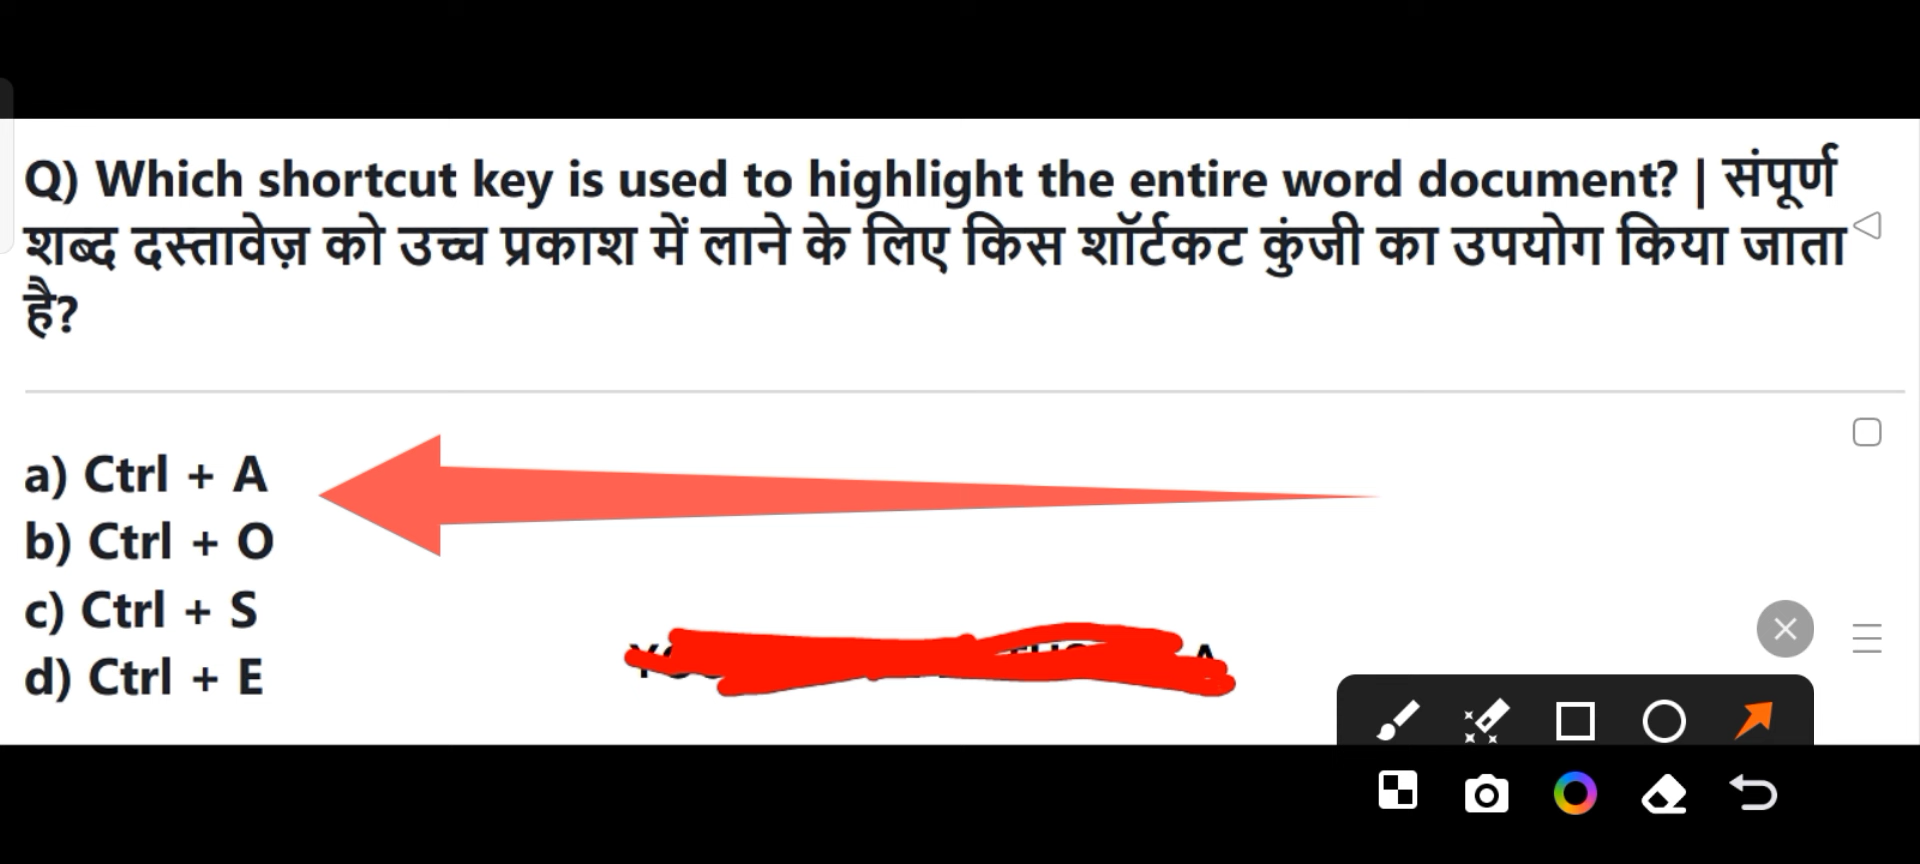 Q) Which shortcut key is used to highlight the entire word document? | संपूर्ण
शब्द दस्तावेज़ को उच्च प्रकाश में लाने के लिए किस शॉर्टकट कुंजी का उपयोग किया जाता
है?
a) Ctrl + A
b) Ctrl + O
c) Ctrl + S
d) Ctrl + E